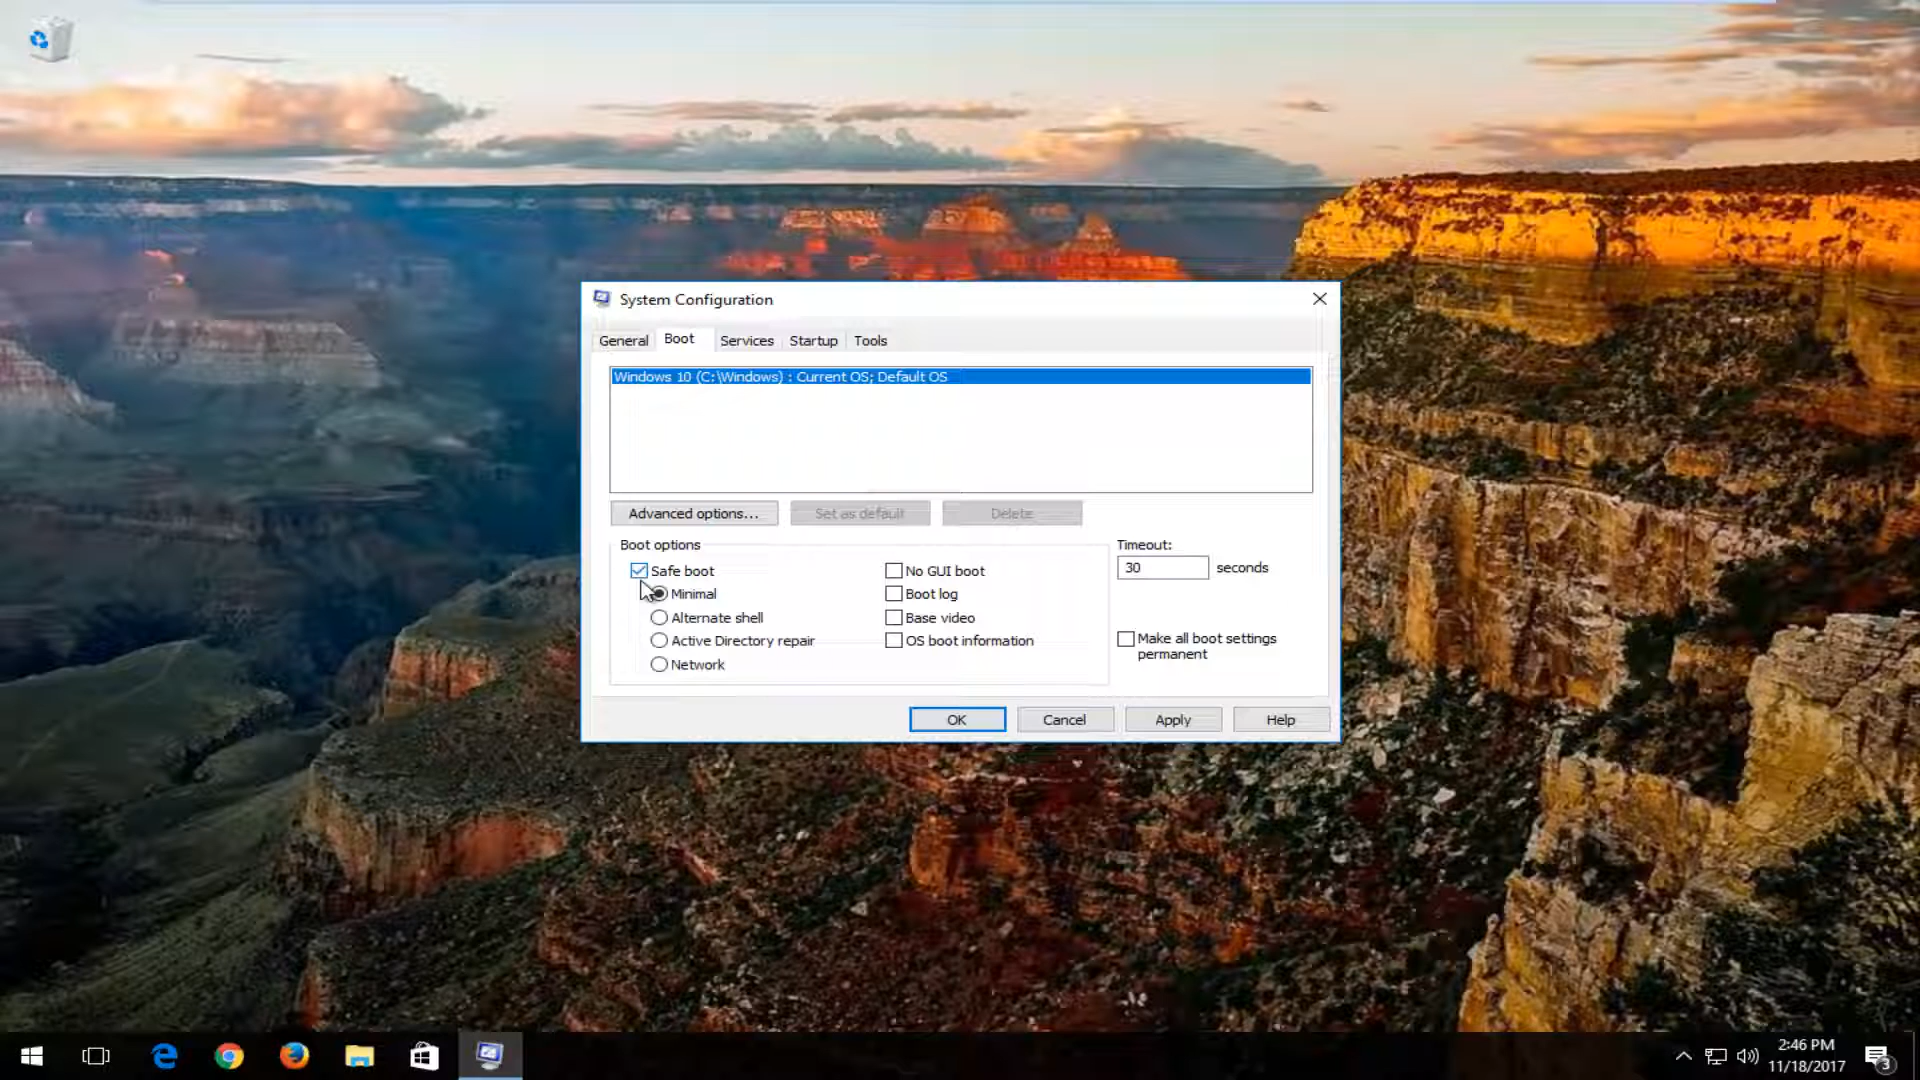 System Configuration
General Boot Services Startup Tools
Windows 10 (C:\Windows) : Current OS; Default OS
Advanced options... Set as default Delete
Boot options
Timeout:
Safe boot
No GUI boot
30 seconds
Minimal
Boot log
Alternate shell
Base video
Active Directory repair
OS boot information
Make all boot settings
permanent
Network
OK Cancel Apply Help
2:46 PM
11/18/2017
3